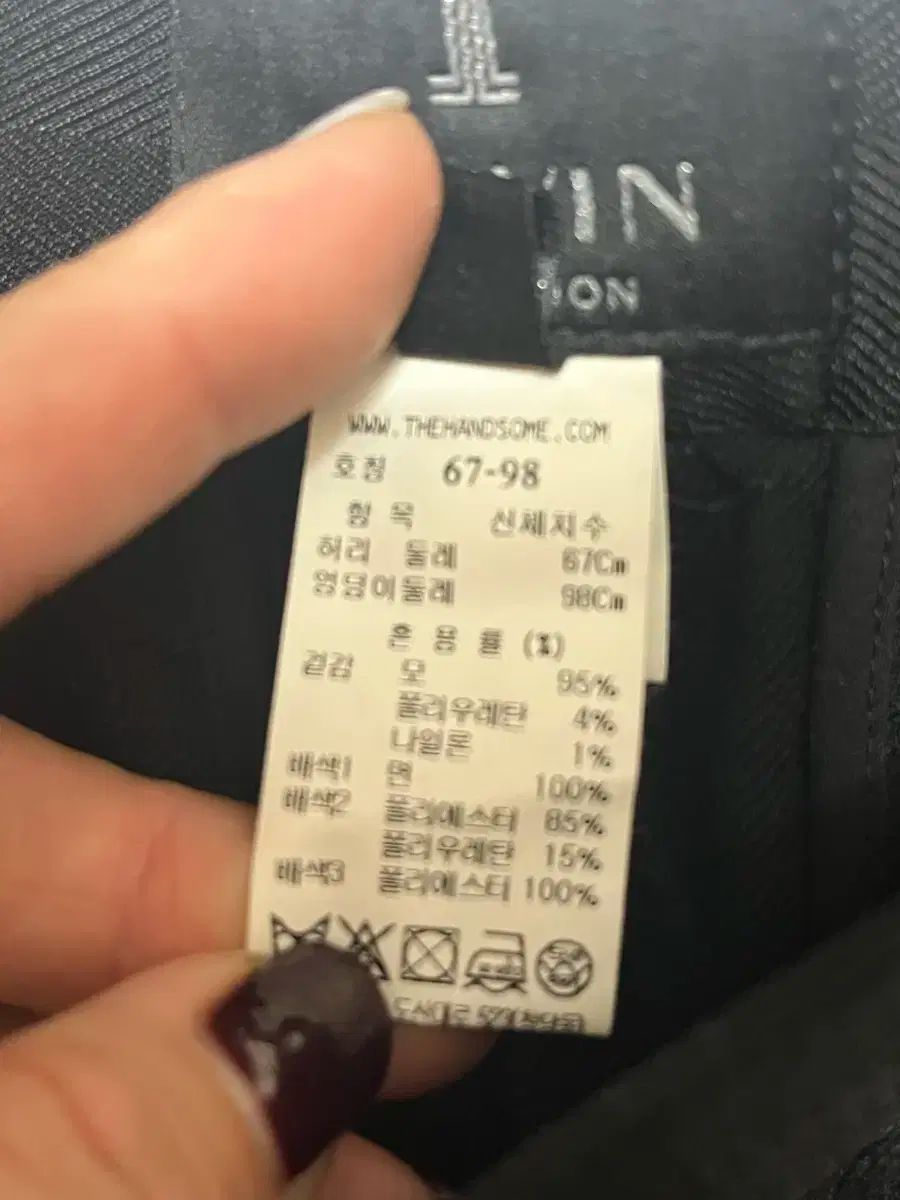 VIN
ION
WWW.THEHANDSOME.COM
호칭 67-98
항 목 신체치수
허리 둘레 67Cm
엉덩이둘레 98Cm
혼 용 률 (%)
겉감 모 95%
폴리우레탄 4%
나일론 1%
배색1 면 100%
배색2 폴리에스터 85%
폴리우레탄 15%
배색3 폴리에스터 100%